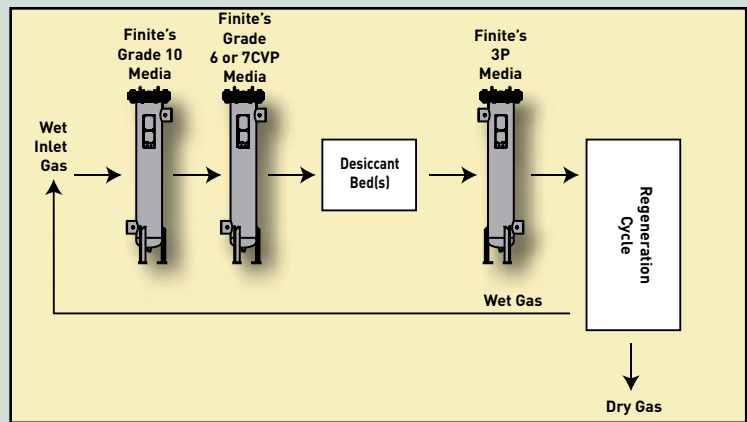 Finite's
Grade 10
Media
Finite's
Grade
6 or 7CVP
Media
Finite's
3P
Media
Wet
Inlet
Gas
Desiccant
Bed(s)
Regeneration
Cycle
Wet Gas
Dry Gas